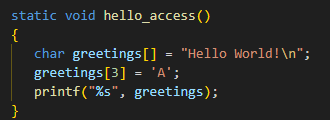 static void hello_access()
{
    char greetings[] = "Hello World!\n";
    greetings[3] = 'A';
    printf("%s", greetings);
}